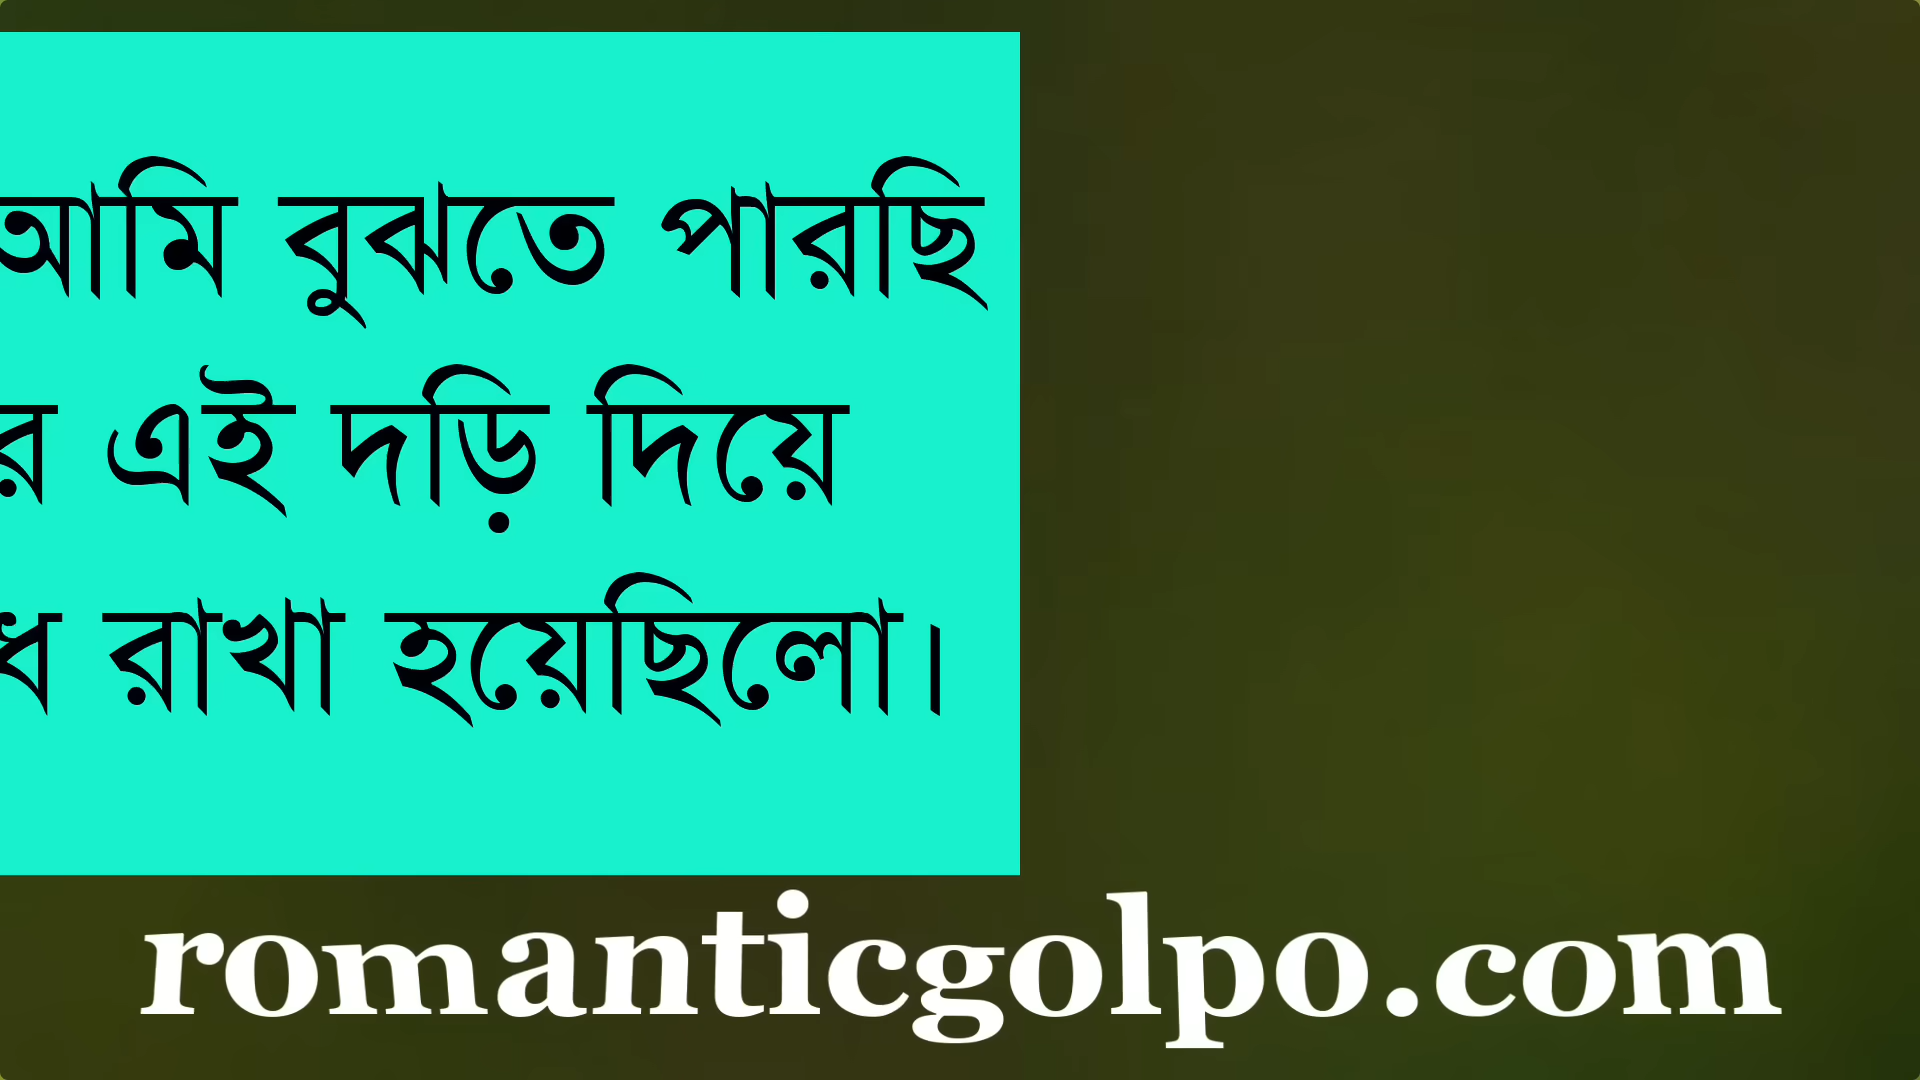 আমি বুঝতে পারছি
এই দড়ি দিয়ে
রাখা হয়েছিলো।
romanticgolpo.com